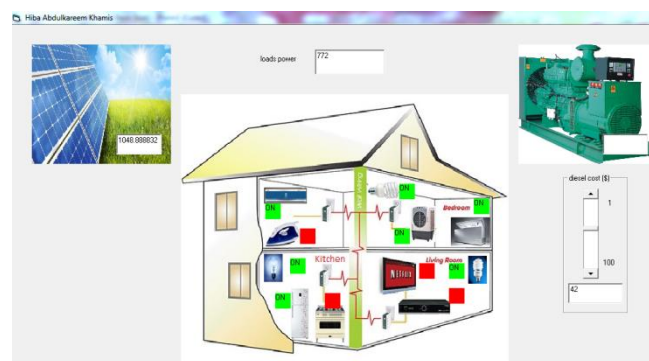 Hiba Abdulkareem Khamis
loads power
772
1048.888832
diesel cost ($)
1
100
42
ON
ON
ON
Bedroom
Kitchen
ON
Living Room
ON
ON